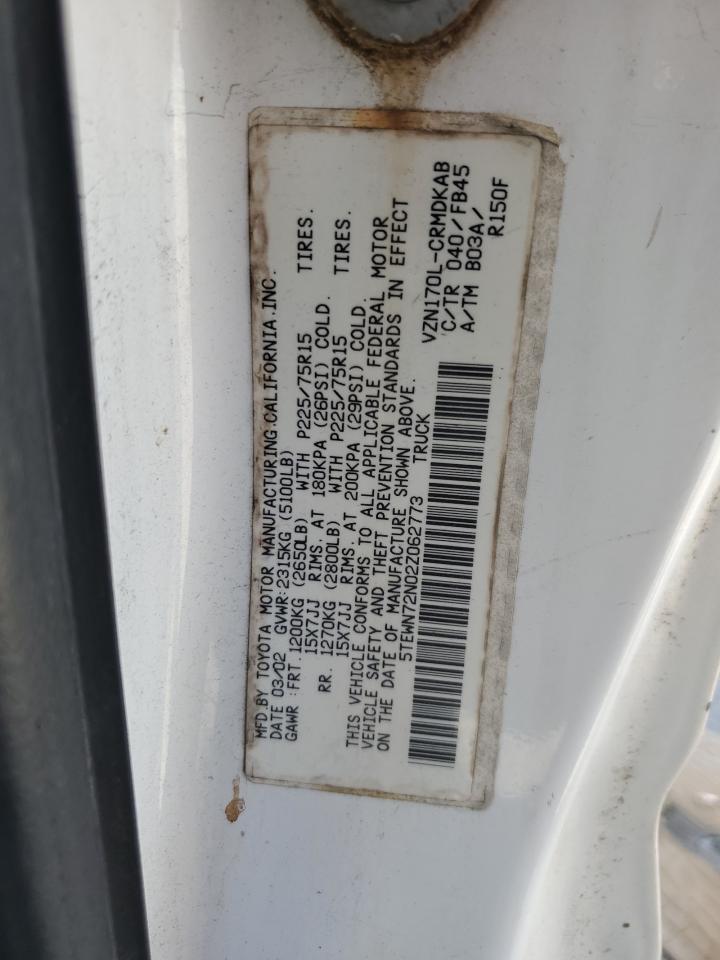 MFD.BY TOYOTA MOTOR MANUFACTURING.CALIFORNIA.INC.
DATE 03/02 GVWR:2315KG (5100LB)
GAWR :FRT.1200KG (2650LB) WITH P225/75R15 TIRES.
15X7JJ RIMS. AT 180KPA (26PSI) COLD.
RR. 1270KG (2800LB) WITH P225/75R15 TIRES.
15X7JJ RIMS. AT 200KPA (29PSI) COLD.
THIS VEHICLE CONFORMS TO ALL APPLICABLE FEDERAL MOTOR
VEHICLE SAFETY AND THEFT PREVENTION STANDARDS IN EFFECT
ON THE DATE OF MANUFACTURE SHOWN ABOVE.
5TEWN72N02Z062773 TRUCK
VZN170L-CRMDKAB
C/TR 040/FB45
A/TM B03A/
R150F